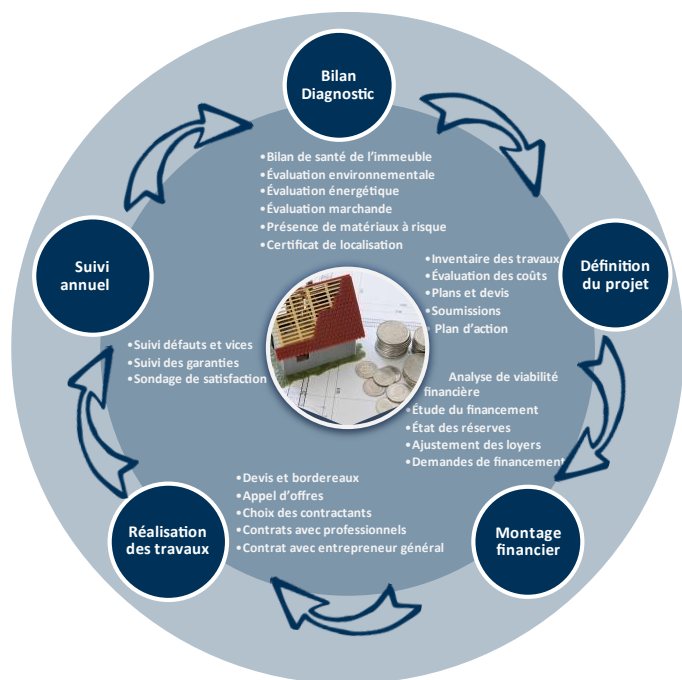 Bilan
Diagnostic
•Bilan de santé de l'immeuble
•Évaluation environnementale
•Évaluation énergétique
•Évaluation marchande
•Présence de matériaux à risque
•Certificat de localisation
Définition
du projet
•Inventaire des travaux
•Évaluation des coûts
•Plans et devis
•Soumissions
• Plan d'action
Montage
financier
Analyse de viabilité
financière
•Étude du financement
•État des réserves
•Ajustement des loyers
•Demandes de financement
Réalisation
des travaux
•Devis et bordereaux
•Appel d'offres
•Choix des contractants
•Contrats avec professionnels
•Contrat avec entrepreneur général
Suivi
annuel
•Suivi défauts et vices
•Suivi des garanties
•Sondage de satisfaction